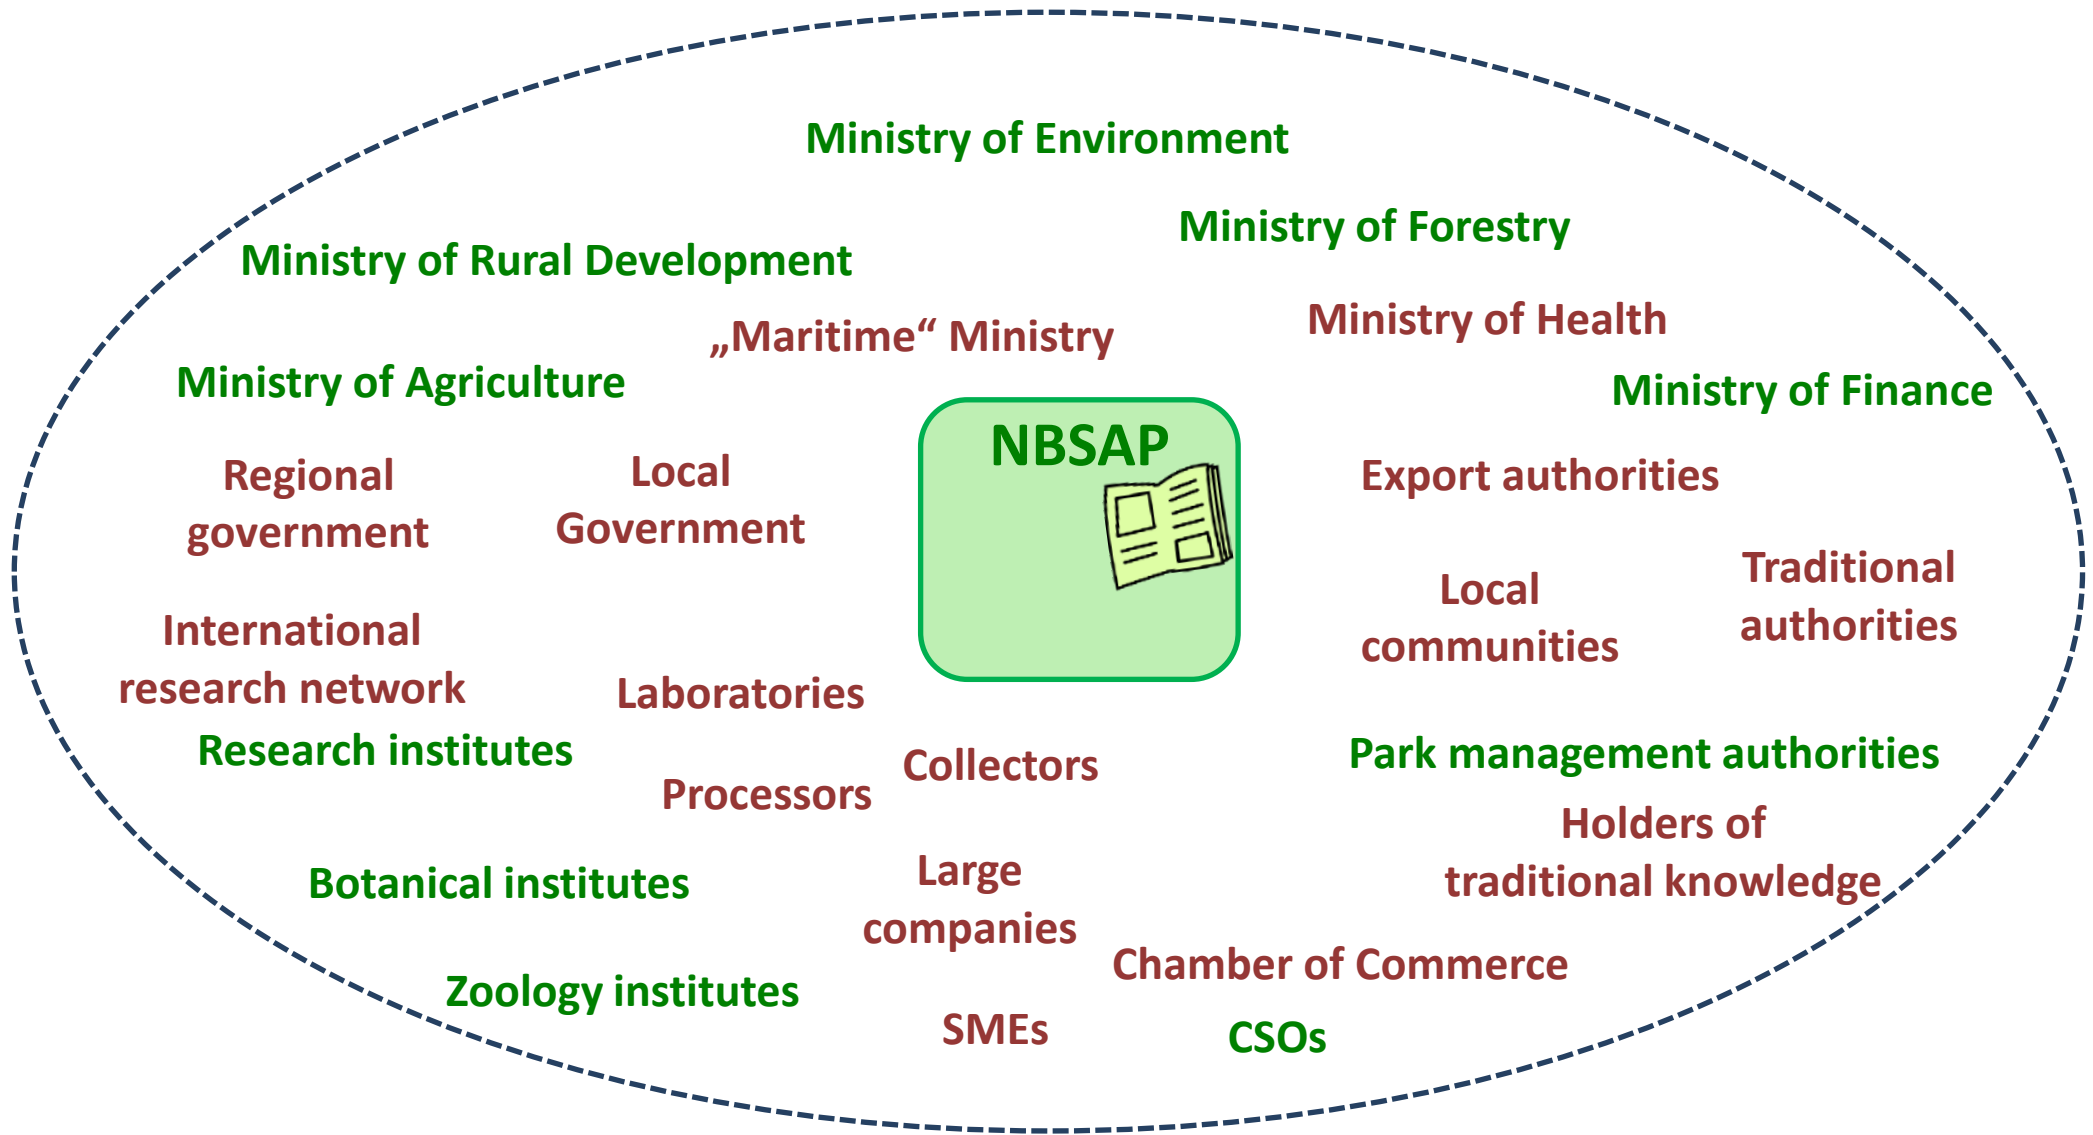 Ministry of Environment
Ministry of Forestry
Ministry of Rural Development
„Maritime“ Ministry
Ministry of Health
Ministry of Agriculture
Ministry of Finance
NBSAP
Regional
government
Local
Government
Export authorities
Local
communities
Traditional
authorities
International
research network
Laboratories
Research institutes
Collectors
Processors
Park management authorities
Holders of
traditional knowledge
Botanical institutes
Large
companies
Chamber of Commerce
Zoology institutes
SMEs
CSOs